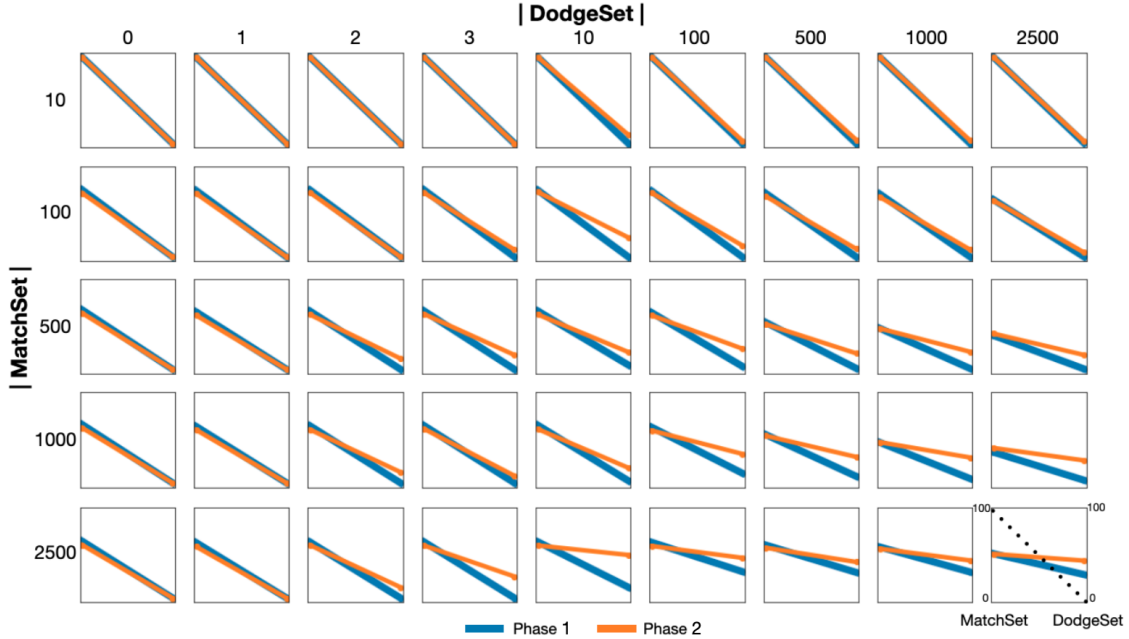 | DodgeSet |
0 1 2 3 10 100 500 1000 2500
| MatchSet |
10
100
500
1000
2500
100 100
0 0
MatchSet DodgeSet
Phase 1 Phase 2